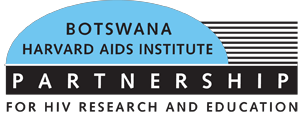 BOTSWANA
HARVARD AIDS INSTITUTE
PARTNERSHIP
FOR HIV RESEARCH AND EDUCATION